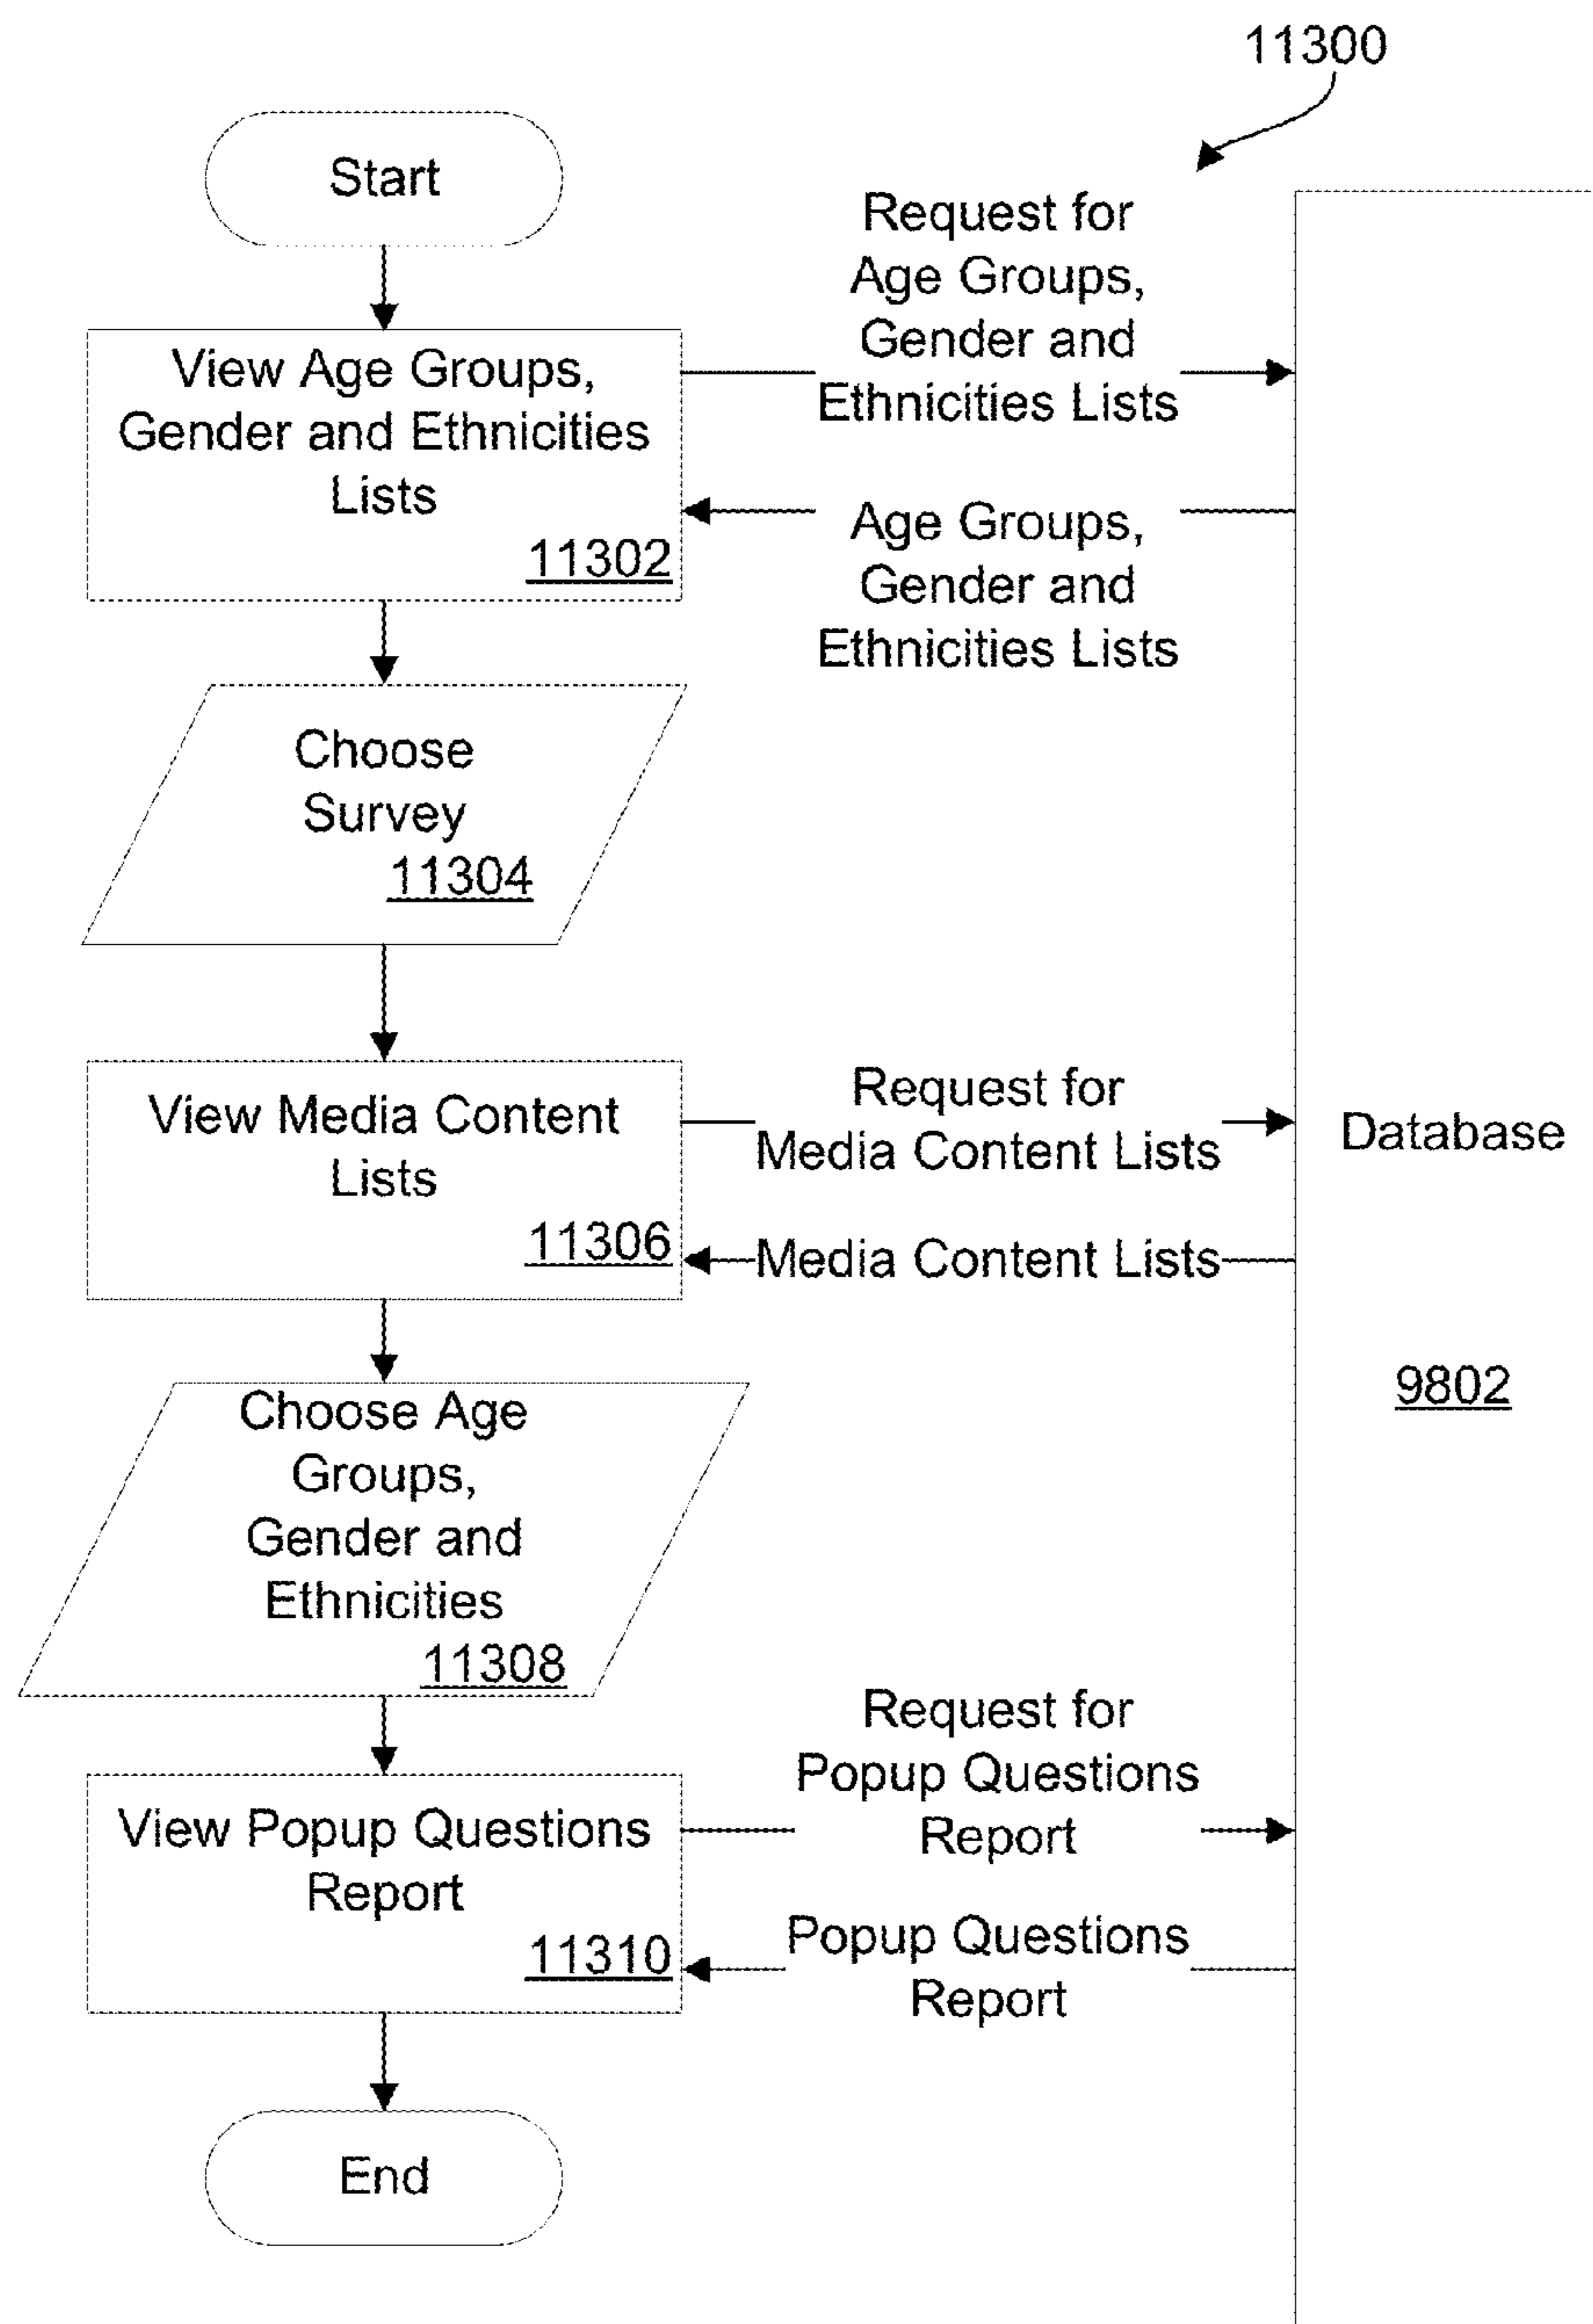 11300
Start
Request for
Age Groups,
Gender and
Ethnicities Lists
View Age Groups,
Gender and Ethnicities
Lists
11302
Age Groups,
Gender and
Ethnicities Lists
Choose
Survey
11304
View Media Content
Lists
11306
Request for
Media Content Lists
Media Content Lists
Database
9802
Choose Age
Groups,
Gender and
Ethnicities
11308
Request for
Popup Questions
Report
View Popup Questions
Report
11310
Popup Questions
Report
End